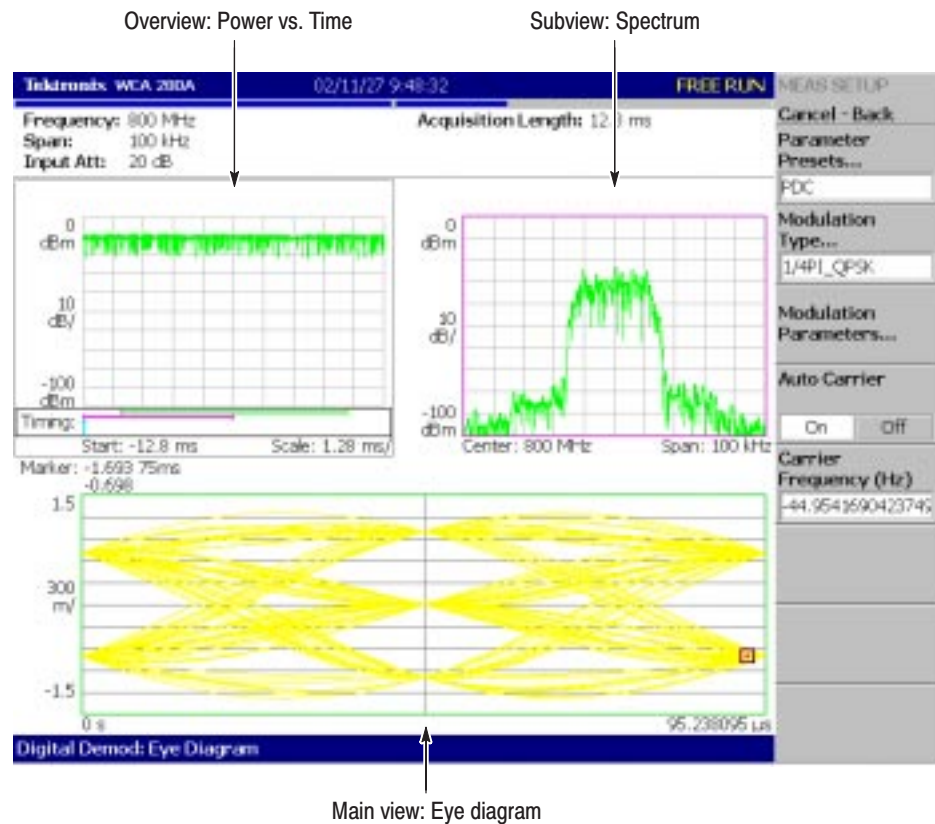 Overview: Power vs. Time
Subview: Spectrum
Tektronix WCA 200A 02/11/27 9:48:32 FREE RUN
MEAS SETUP
Frequency: 800 MHz
Span: 100 kHz
Input Att: 20 dB
Acquisition Length: ms
Cancel - Back
Parameter
Presets...
PDC
Modulation
Type...
1/4PI_QPSK
Modulation
Parameters...
Auto Carrier
On Off
Carrier
Frequency (Hz)
-44.9541690423749
0
dBm
10
dB/
-100
dBm
Timing:
Start: -12.8 ms Scale: 1.28 ms/
0
dBm
10
dB/
-100
dBm
Center: 800 MHz Span: 100 kHz
Marker: -1.693 75ms
-0.698
1.5
300
m/
-1.5
0 s 95.238095 µs
Digital Demod: Eye Diagram
Main view: Eye diagram